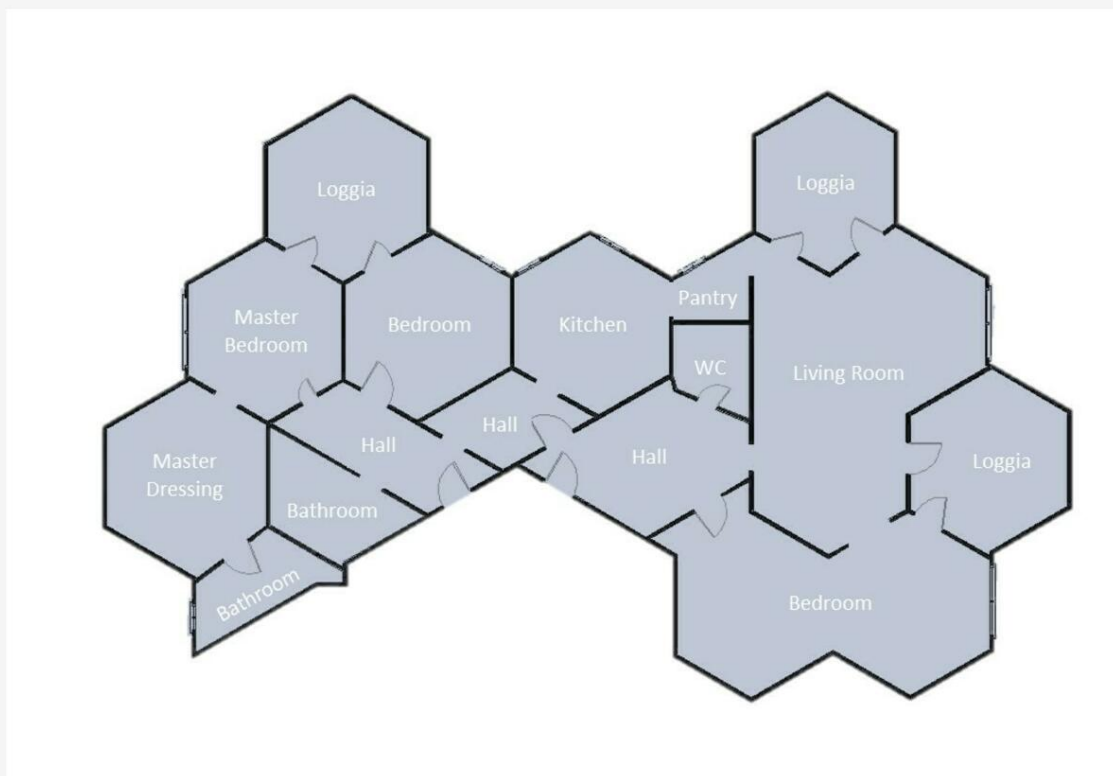 Loggia
Loggia
Pantry
Master
Bedroom
Bedroom
Kitchen
WC
Living Room
Hall
Hall
Hall
Master
Dressing
Loggia
Bathroom
Bathroom
Bedroom